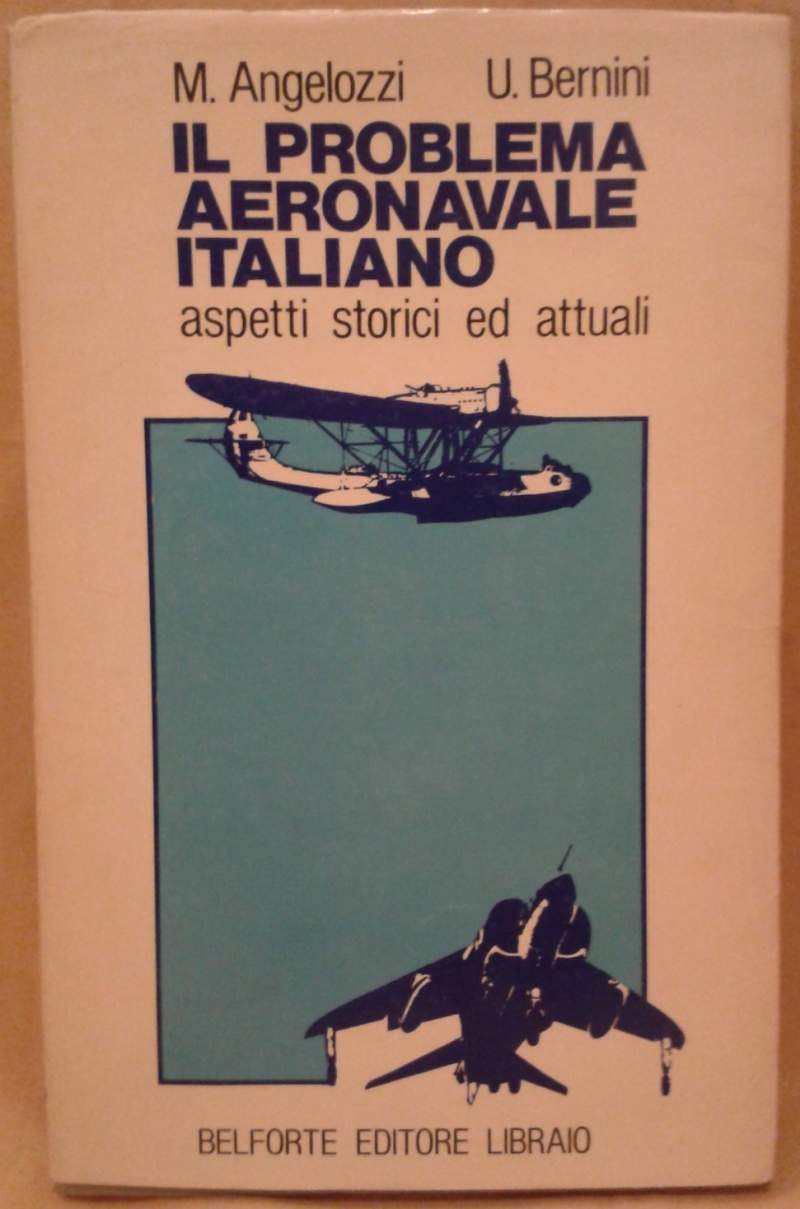 M. Angelozzi U. Bernini
IL PROBLEMA
AERONAVALE
ITALIANO
aspetti storici ed attuali
BELFORTE EDITORE LIBRAIO